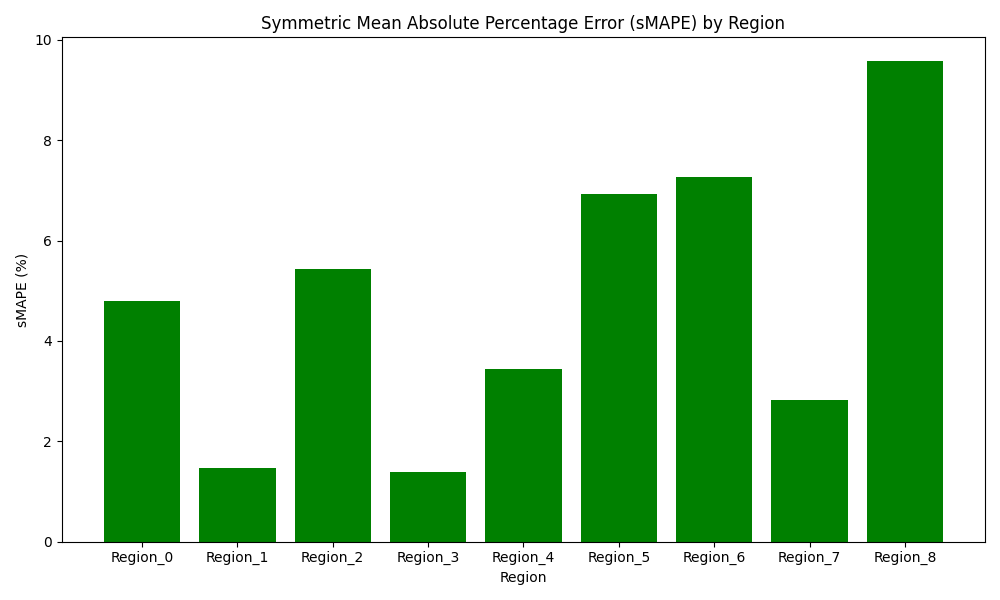 Symmetric Mean Absolute Percentage Error (sMAPE) by Region
10
8
6
4
2
0
sMAPE (%)
Region_0 Region_1 Region_2 Region_3 Region_4 Region_5 Region_6 Region_7 Region_8
Region